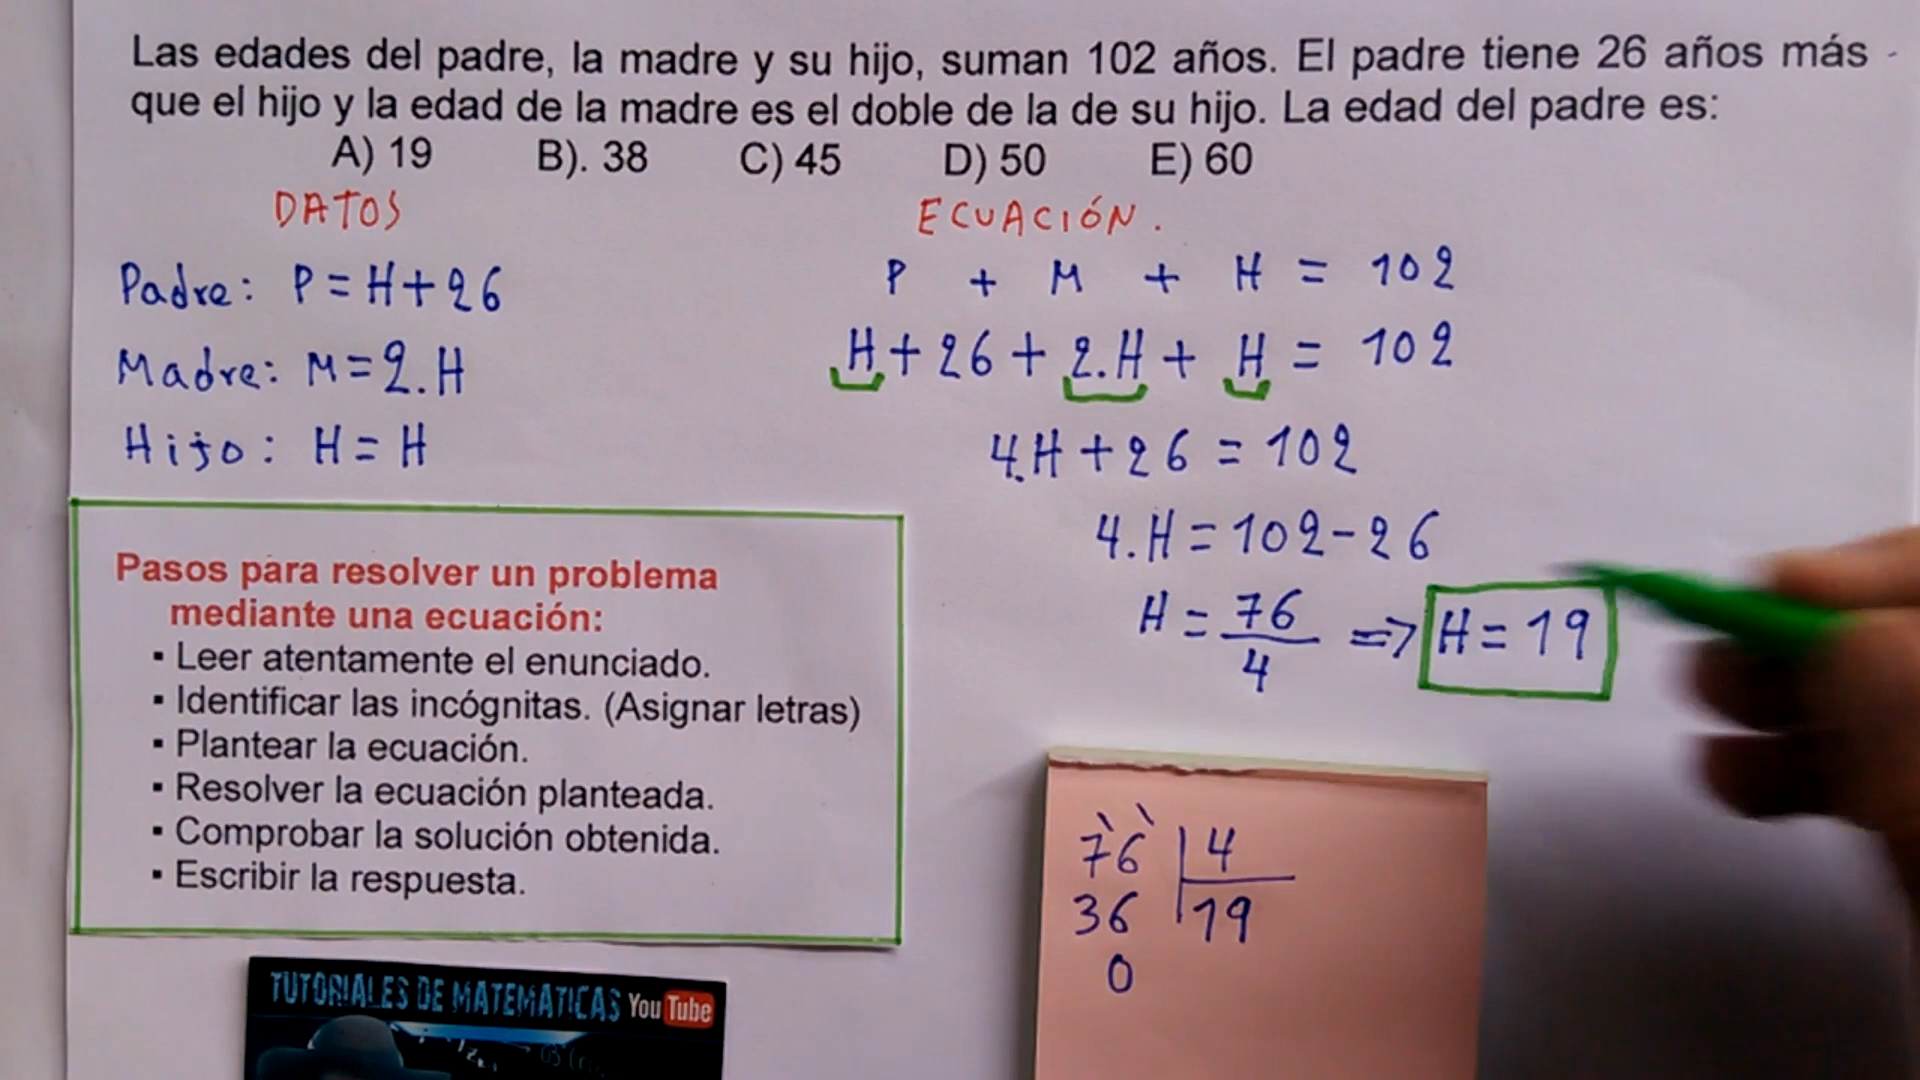 Las edades del padre, la madre y su hijo, suman 102 años. El padre tiene 26 años más
que el hijo y la edad de la madre es el doble de la de su hijo. La edad del padre es:
A) 19 B). 38 C) 45 D) 50 E) 60
DATOS
Padre: P = H + 26
Madre: M = 2.H
Hijo: H = H
ECUACIÓN.
P + M + H = 102
H + 26 + 2.H + H = 102
4.H + 26 = 102
4.H = 102 - 26
H = 76/4 => H = 19
Pasos para resolver un problema
mediante una ecuación:
▪ Leer atentamente el enunciado.
▪ Identificar las incógnitas. (Asignar letras)
▪ Plantear la ecuación.
▪ Resolver la ecuación planteada.
▪ Comprobar la solución obtenida.
▪ Escribir la respuesta.
76 | 4
36 | 19
0
TUTORIALES DE MATEMATICAS You Tube